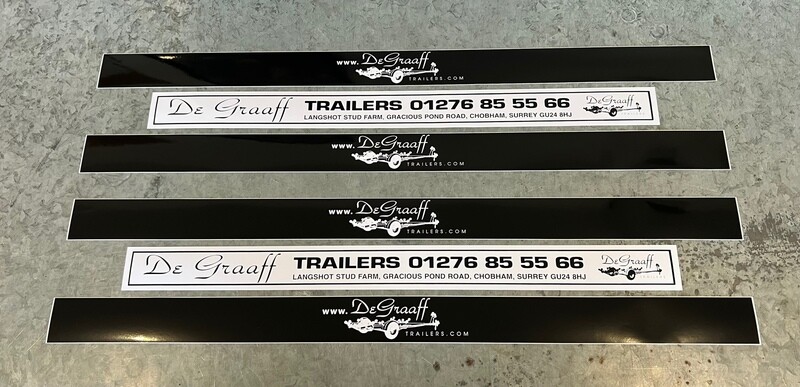 www. DeGraaff
TRAILERS.COM
De Graaff TRAILERS 01276 85 55 66 DeGraaff
LANGSHOT STUD FARM, GRACIOUS POND ROAD, CHOBHAM, SURREY GU24 8HJ
www. DeGraaff
TRAILERS.COM
www. DeGraaff
TRAILERS.COM
De Graaff TRAILERS 01276 85 55 66 DeGraaff
LANGSHOT STUD FARM, GRACIOUS POND ROAD, CHOBHAM, SURREY GU24 8HJ
www. DeGraaff
TRAILERS.COM